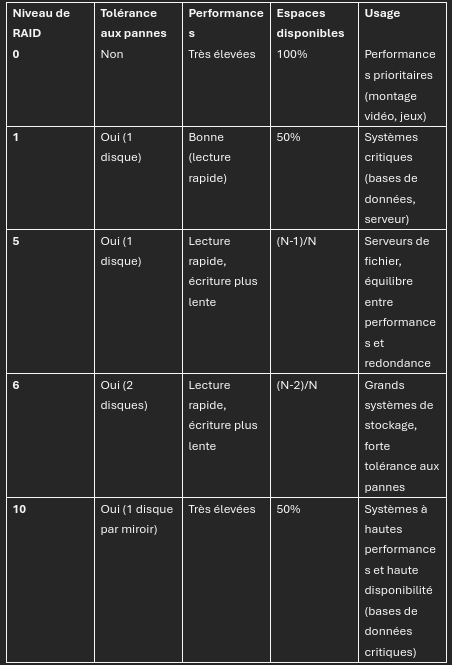 Niveau de RAID
Tolérance aux pannes
Performances
Espaces disponibles
Usage
0
Non
Très élevées
100%
Performances prioritaires (montage vidéo, jeux)
1
Oui (1 disque)
Bonne (lecture rapide)
50%
Systèmes critiques (bases de données, serveur)
5
Oui (1 disque)
Lecture rapide, écriture plus lente
(N-1)/N
Serveurs de fichier, équilibre entre performances et redondance
6
Oui (2 disques)
Lecture rapide, écriture plus lente
(N-2)/N
Grands systèmes de stockage, forte tolérance aux pannes
10
Oui (1 disque par miroir)
Très élevées
50%
Systèmes à hautes performances et haute disponibilité (bases de données critiques)